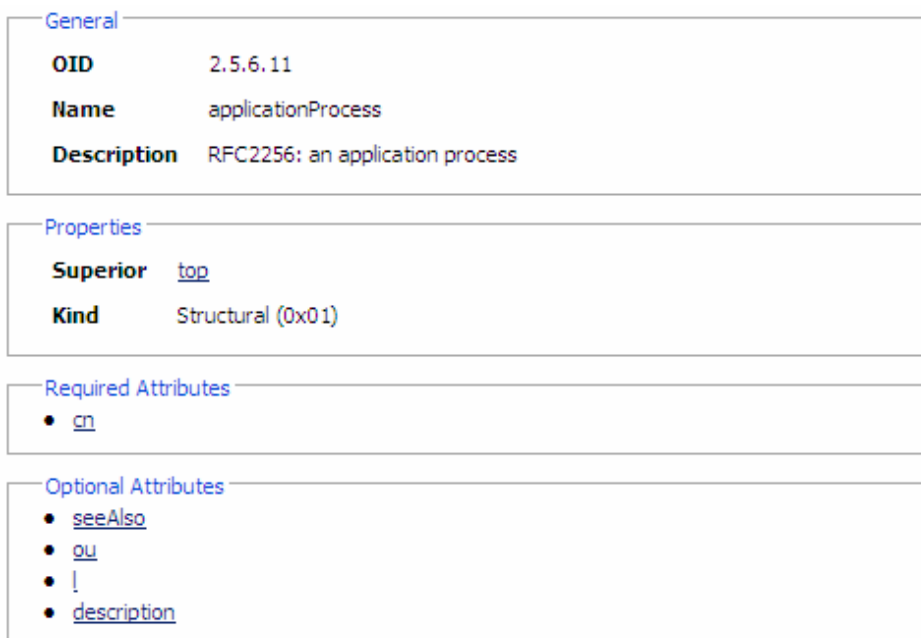 General
OID 2.5.6.11
Name applicationProcess
Description RFC2256: an application process
Properties
Superior top
Kind Structural (0x01)
Required Attributes
• cn
Optional Attributes
• seeAlso
• ou
• l
• description